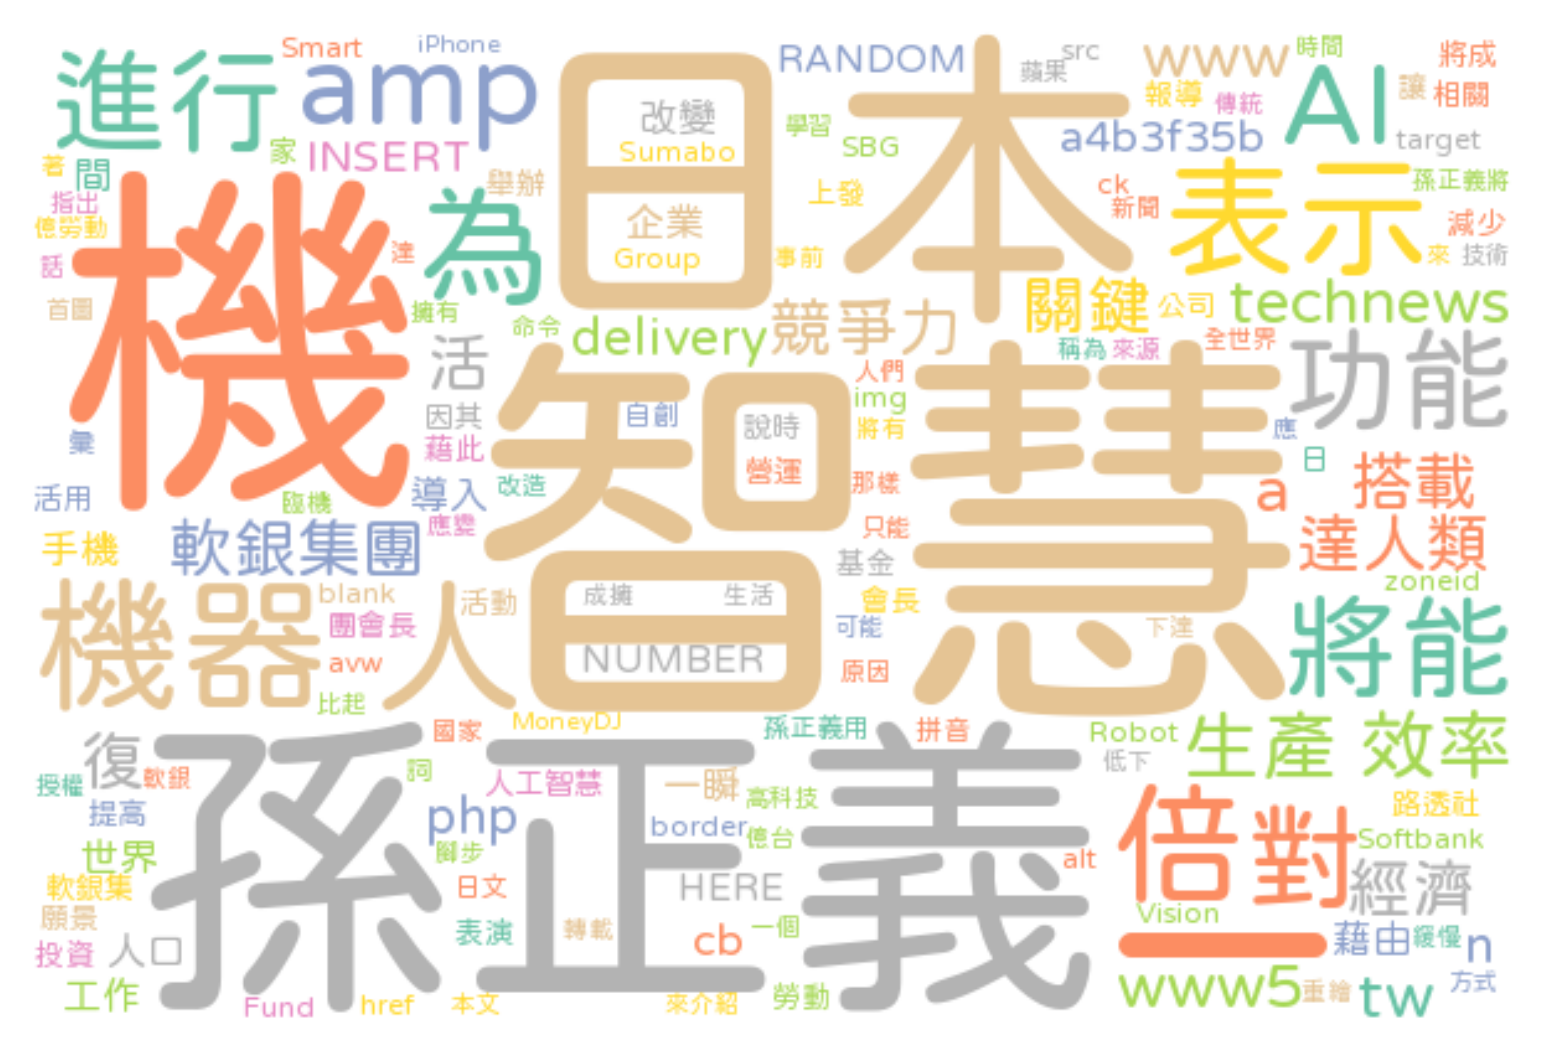 Smart
iPhone
進行
amp
日本
RANDOM
src
蘋果
www
時間
將成
報導
傳統
AI
讓
相關
改變
學習
SBG
a4b3f35b
target
家
INSERT
Sumabo
著
間
舉辦
上發
ck
新聞
表示
孫正義將
指出
機
為
企業
億勞動
減少
達
話
Group
事前
來
技術
首圖
擁有
命令
delivery
競爭力
關鍵
公司
technews
活
稱為
來源
全世界
功能
人們
img
智慧
因其
自創
說時
將有
應
彙
藉此
日
營運
那樣
搭載
活用
臨機
導入
改造
a
應變
只能
手機
軟銀集團
達人類
基金
zoneid
機器人
blank
活動
成擁
生活
會長
將能
團會長
可能
下達
avw
NUMBER
原因
比起
國家
MoneyDJ
孫正義用
拼音
Robot
生產
效率
復
孫正義
低下
軟銀
詞
人工智慧
一瞬
高科技
授權
提高
php
border
億台
倍對
路透社
世界
腳步
Softbank
alt
軟銀集
日文
HERE
經濟
願景
表演
轉載
一個
Vision
投資
人口
cb
一
藉由
緩慢
n
工作
Fund
href
本文
來介紹
勞動
www5
重繪
tw
方式